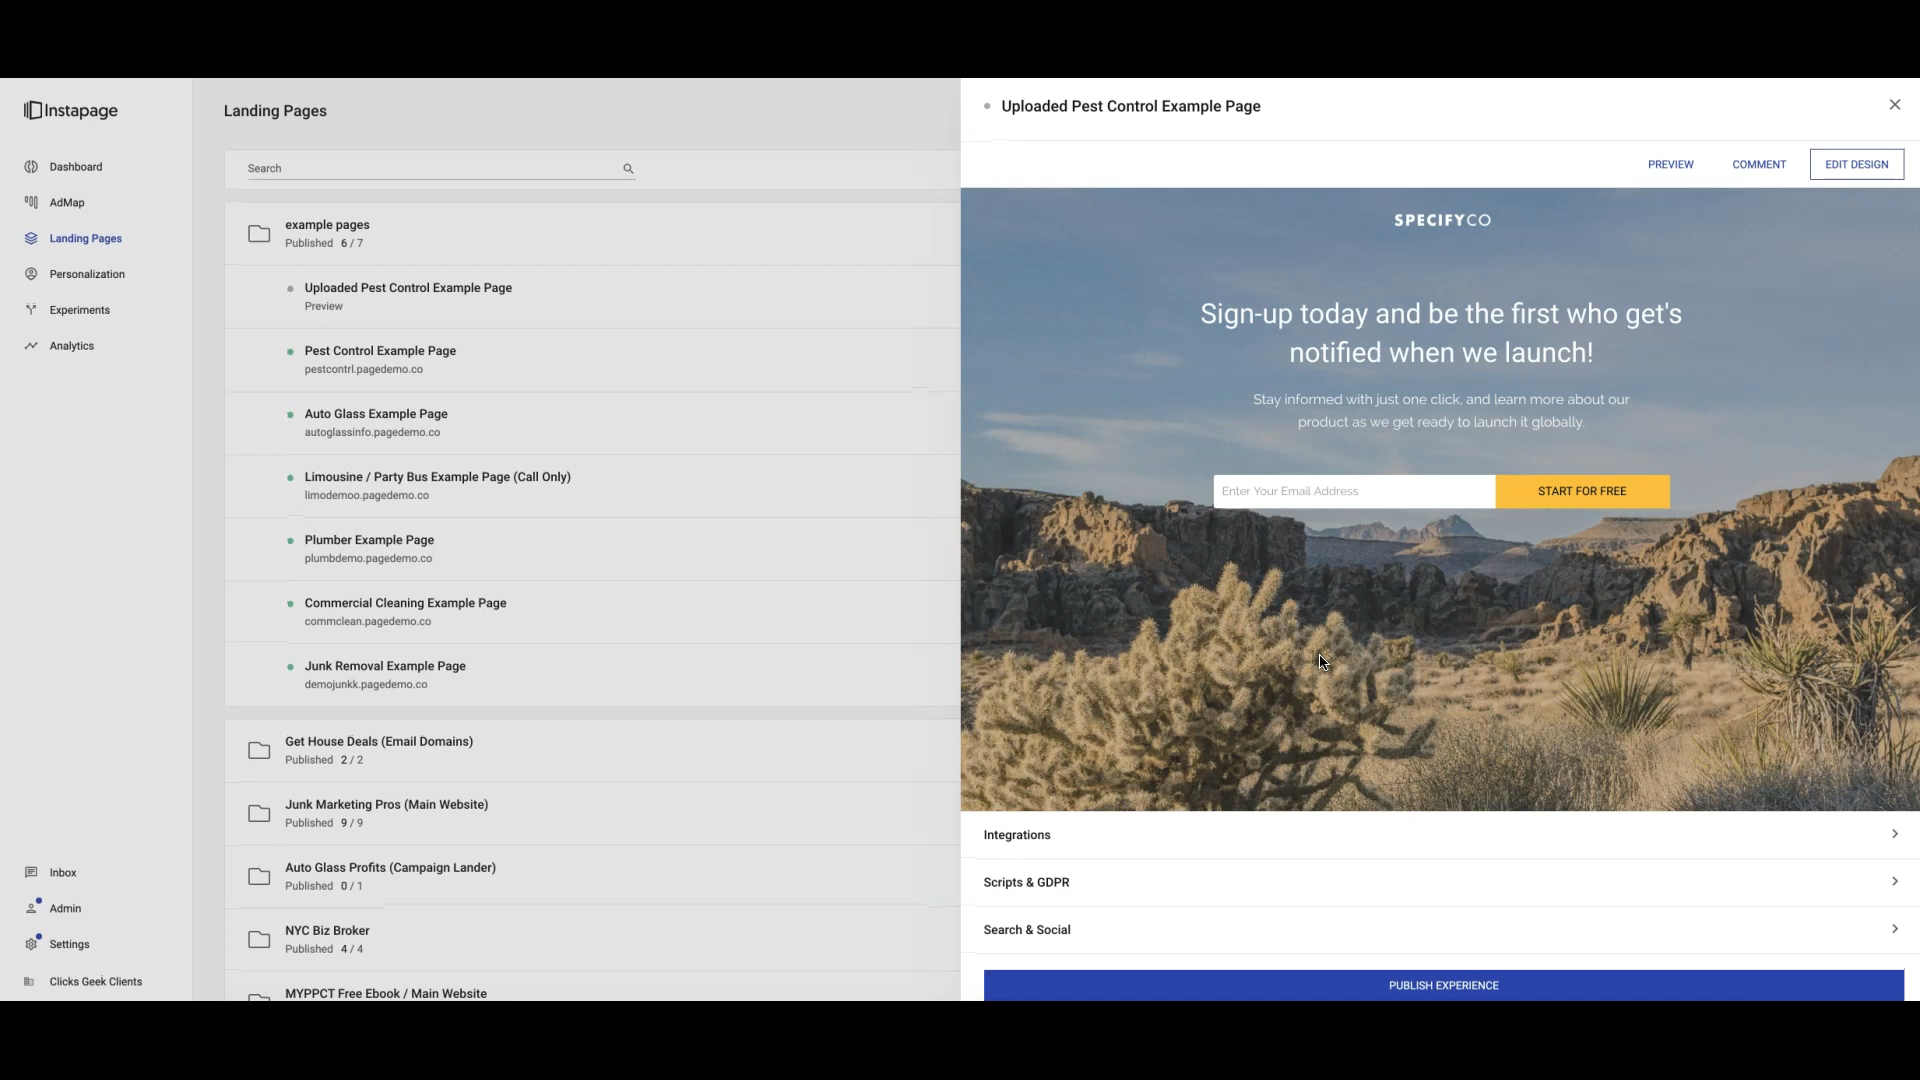 Instapage
Dashboard
AdMap
Landing Pages
Personalization
Experiments
Analytics
Inbox
Admin
Settings
Clicks Geek Clients
Landing Pages
Search
example pages
Published 6 / 7
Uploaded Pest Control Example Page
Preview
Pest Control Example Page
pestcontrl.pagedemo.co
Auto Glass Example Page
autoglassinfo.pagedemo.co
Limousine / Party Bus Example Page (Call Only)
limodemoo.pagedemo.co
Plumber Example Page
plumbdemo.pagedemo.co
Commercial Cleaning Example Page
commclean.pagedemo.co
Junk Removal Example Page
demojunkk.pagedemo.co
Get House Deals (Email Domains)
Published 2 / 2
Junk Marketing Pros (Main Website)
Published 9 / 9
Auto Glass Profits (Campaign Lander)
Published 0 / 1
NYC Biz Broker
Published 4 / 4
MYPPCT Free Ebook / Main Website
Uploaded Pest Control Example Page
PREVIEW
COMMENT
EDIT DESIGN
SPECIFYCO
Sign-up today and be the first who get's
notified when we launch!
Stay informed with just one click, and learn more about our
product as we get ready to launch it globally.
Enter Your Email Address
START FOR FREE
Integrations
Scripts & GDPR
Search & Social
PUBLISH EXPERIENCE